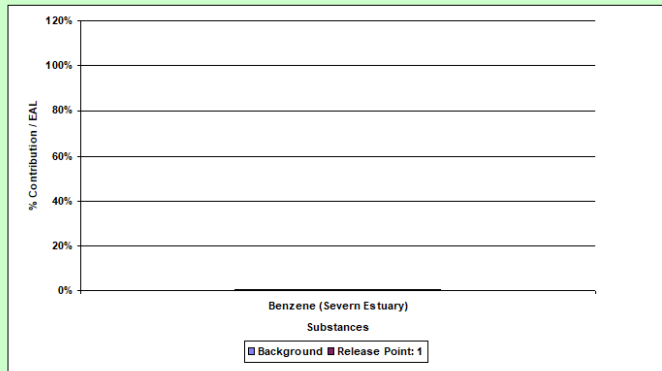 120%
100%
80%
60%
40%
20%
0%
% Contribution / EAL
Benzene (Severn Estuary)
Substances
Background Release Point: 1